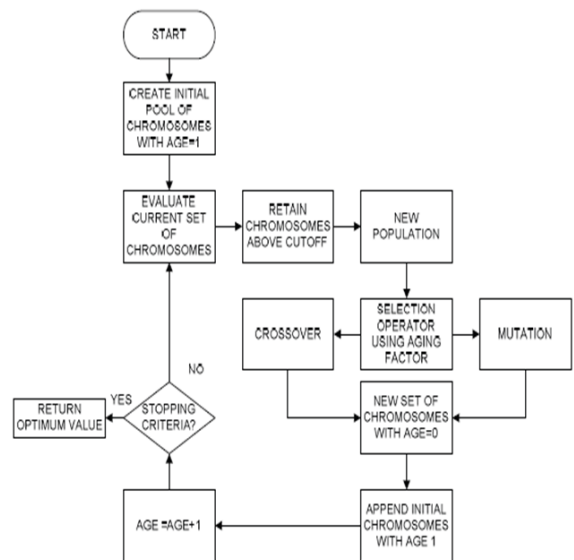 START
CREATE INITIAL
POOL OF
CHROMOSOMES
WITH AGE=1
EVALUATE
CURRENT SET
OF
CHROMOSOMES
RETAIN
CHROMOSOMES
ABOVE CUTOFF
NEW
POPULATION
SELECTION
OPERATOR
USING AGING
FACTOR
CROSSOVER
MUTATION
NEW SET OF
CHROMOSOMES
WITH AGE=0
APPEND INITIAL
CHROMOSOMES
WITH AGE 1
AGE =AGE+1
STOPPING
CRITERIA?
NO
YES
RETURN
OPTIMUM VALUE